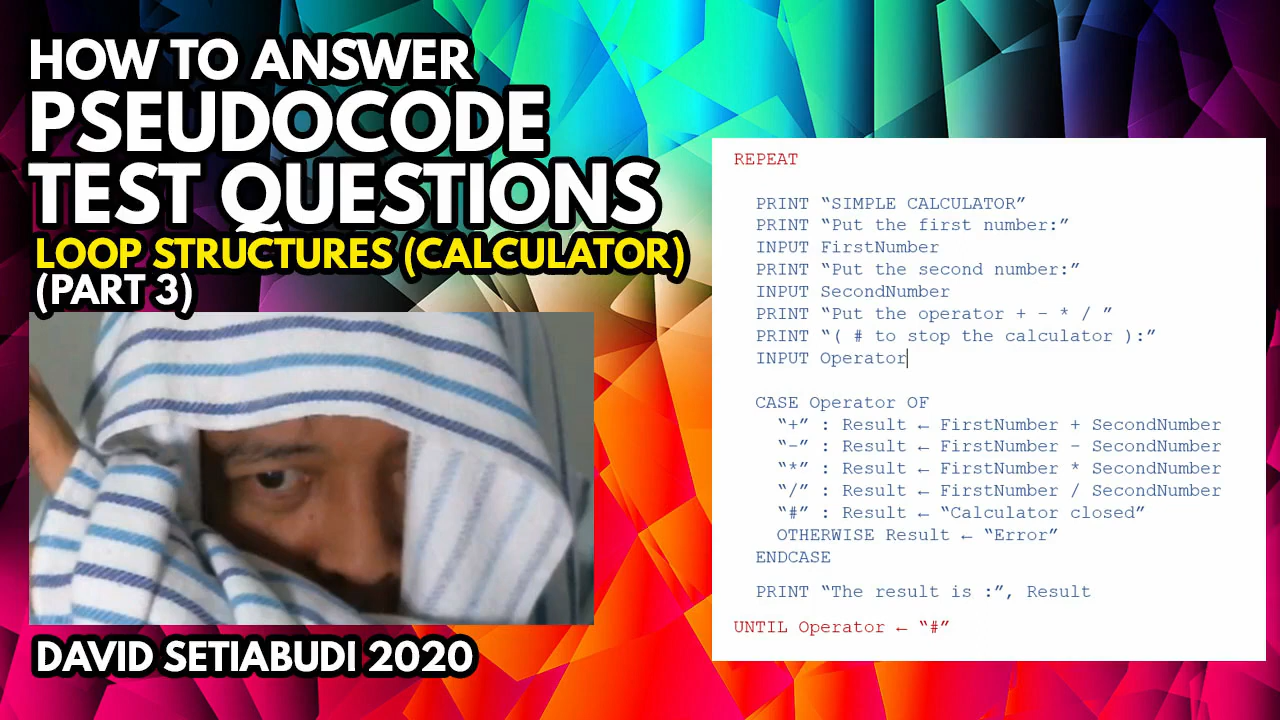 HOW TO ANSWER
PSEUDOCODE
TEST QUESTIONS
LOOP STRUCTURES (CALCULATOR)
(PART 3)
DAVID SETIABUDI 2020
REPEAT
PRINT “SIMPLE CALCULATOR”
PRINT “Put the first number:”
INPUT FirstNumber
PRINT “Put the second number:”
INPUT SecondNumber
PRINT “Put the operator + – * / ”
PRINT “( # to stop the calculator ):”
INPUT Operator
CASE Operator OF
“+” : Result ← FirstNumber + SecondNumber
“–” : Result ← FirstNumber – SecondNumber
“*” : Result ← FirstNumber * SecondNumber
“/” : Result ← FirstNumber / SecondNumber
“#” : Result ← “Calculator closed”
OTHERWISE Result ← “Error”
ENDCASE
PRINT “The result is :”, Result
UNTIL Operator ← “#”